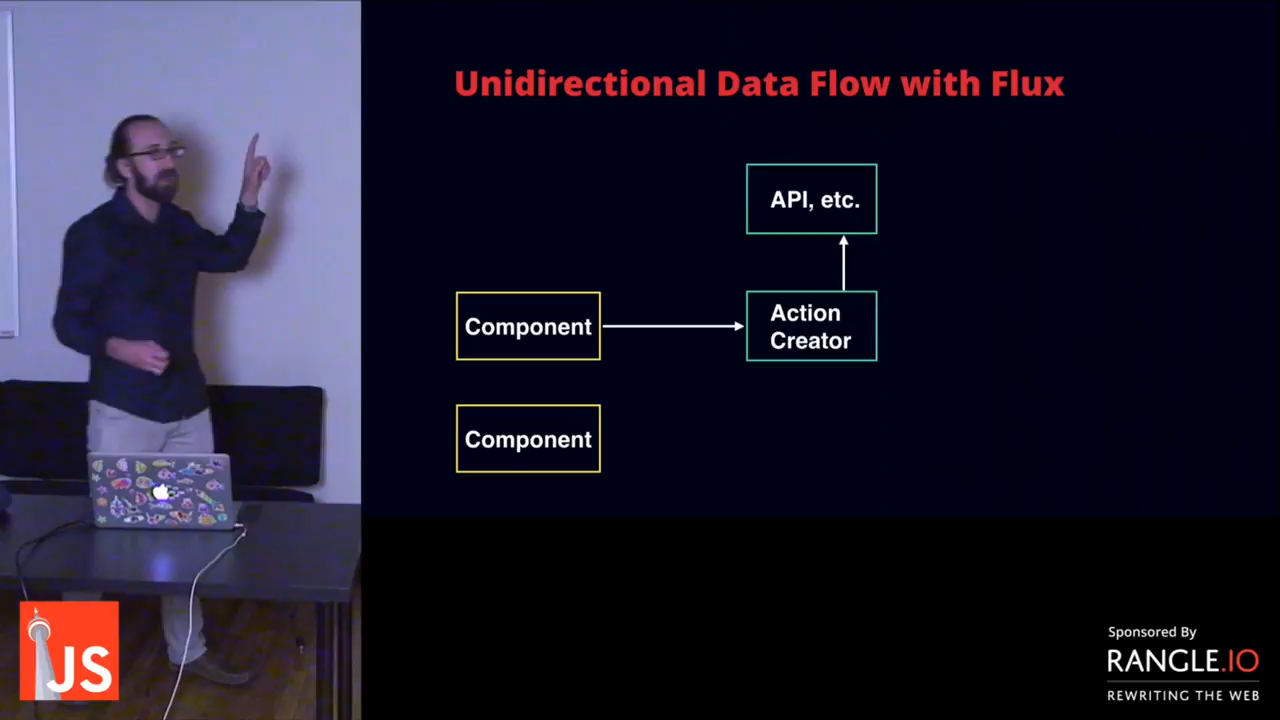 Unidirectional Data Flow with Flux
API, etc.
Component
Action
Creator
Component
JS
Sponsored By
RANGLE.IO
REWRITING THE WEB